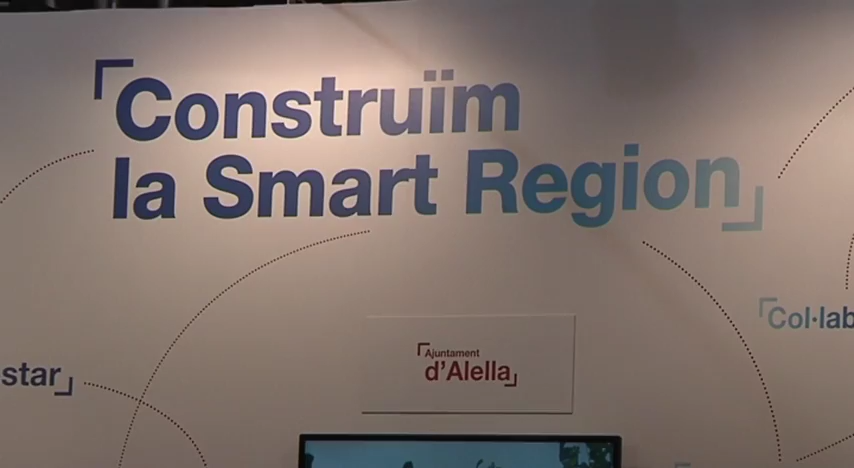 Construïm
la Smart Region
Col·lab
Ajuntament
d'Alella
star